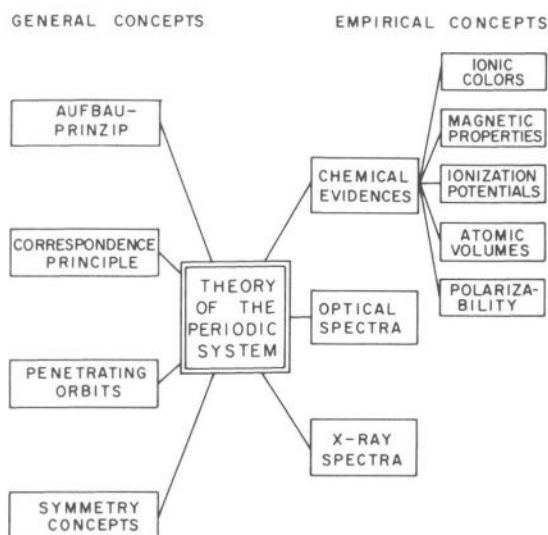 GENERAL CONCEPTS
EMPIRICAL CONCEPTS
AUFBAU-
PRINZIP
CORRESPONDENCE
PRINCIPLE
PENETRATING
ORBITS
SYMMETRY
CONCEPTS
THEORY
OF THE
PERIODIC
SYSTEM
CHEMICAL
EVIDENCES
OPTICAL
SPECTRA
X-RAY
SPECTRA
IONIC
COLORS
MAGNETIC
PROPERTIES
IONIZATION
POTENTIALS
ATOMIC
VOLUMES
POLARIZA-
BILITY